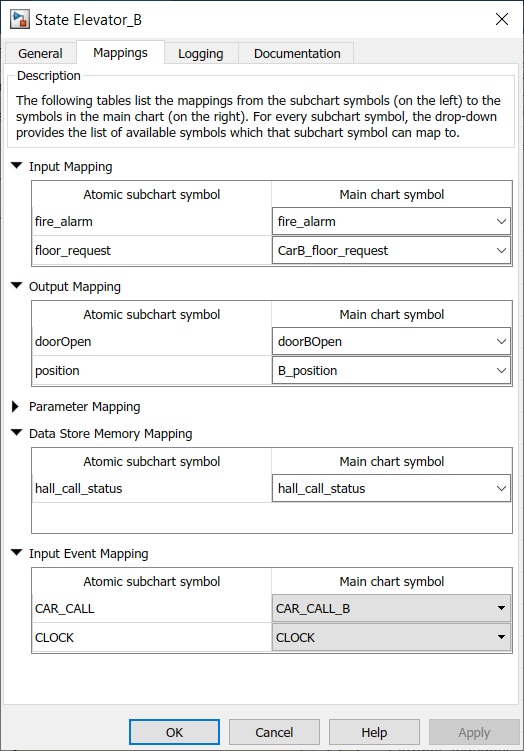 State Elevator_B
General Mappings Logging Documentation
Description
The following tables list the mappings from the subchart symbols (on the left) to the
symbols in the main chart (on the right). For every subchart symbol, the drop-down
provides the list of available symbols which that subchart symbol can map to.
Input Mapping
Atomic subchart symbol Main chart symbol
fire_alarm fire_alarm
floor_request CarB_floor_request
Output Mapping
Atomic subchart symbol Main chart symbol
doorOpen doorBOpen
position B_position
Parameter Mapping
Data Store Memory Mapping
Atomic subchart symbol Main chart symbol
hall_call_status hall_call_status
Input Event Mapping
Atomic subchart symbol Main chart symbol
CAR_CALL CAR_CALL_B
CLOCK CLOCK
OK Cancel Help Apply